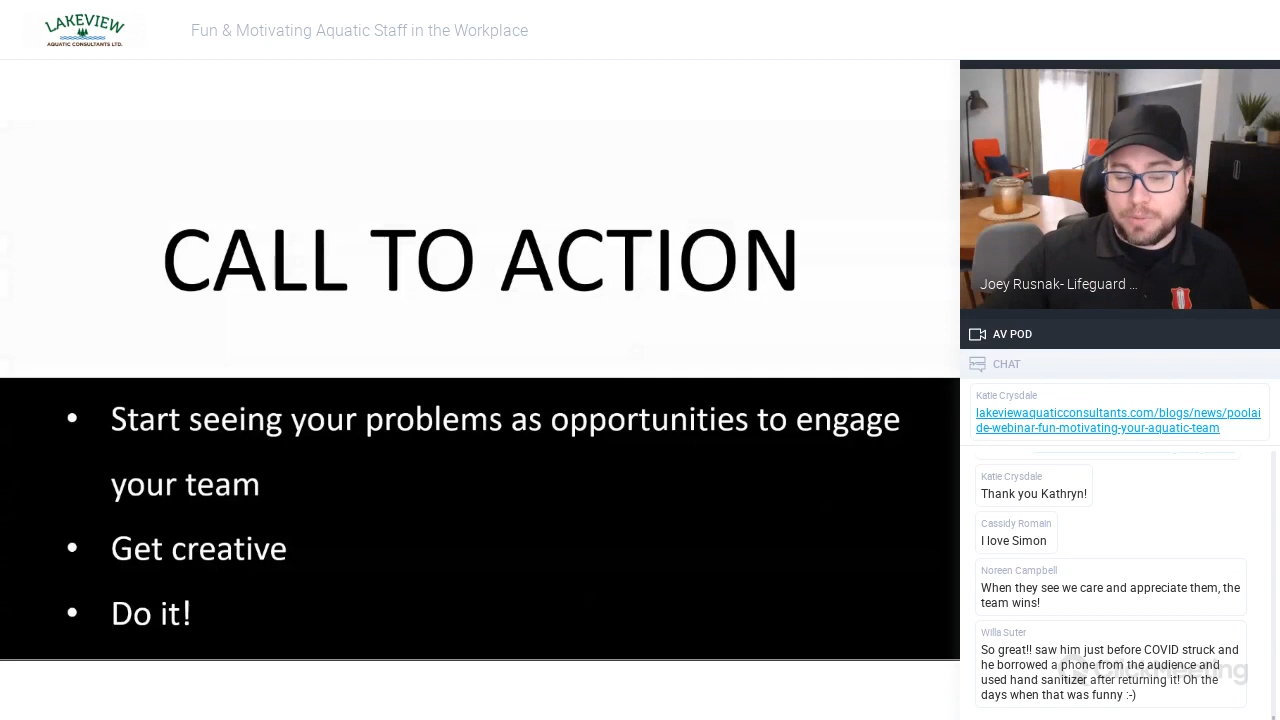 LAKEVIEW
AQUATIC CONSULTANTS LTD.
Fun & Motivating Aquatic Staff in the Workplace
CALL TO ACTION
• Start seeing your problems as opportunities to engage
your team
• Get creative
• Do it!
Joey Rusnak- Lifeguard ...
AV POD
CHAT
Katie Crysdale
lakeviewaquaticconsultants.com/blogs/news/poolai
de-webinar-fun-motivating-your-aquatic-team
Katie Crysdale
Thank you Kathryn!
Cassidy Romain
I love Simon
Noreen Campbell
When they see we care and appreciate them, the
team wins!
Willa Suter
So great!! saw him just before COVID struck and
he borrowed a phone from the audience and
used hand sanitizer after returning it! Oh the
days when that was funny :-)
ClickMeeting